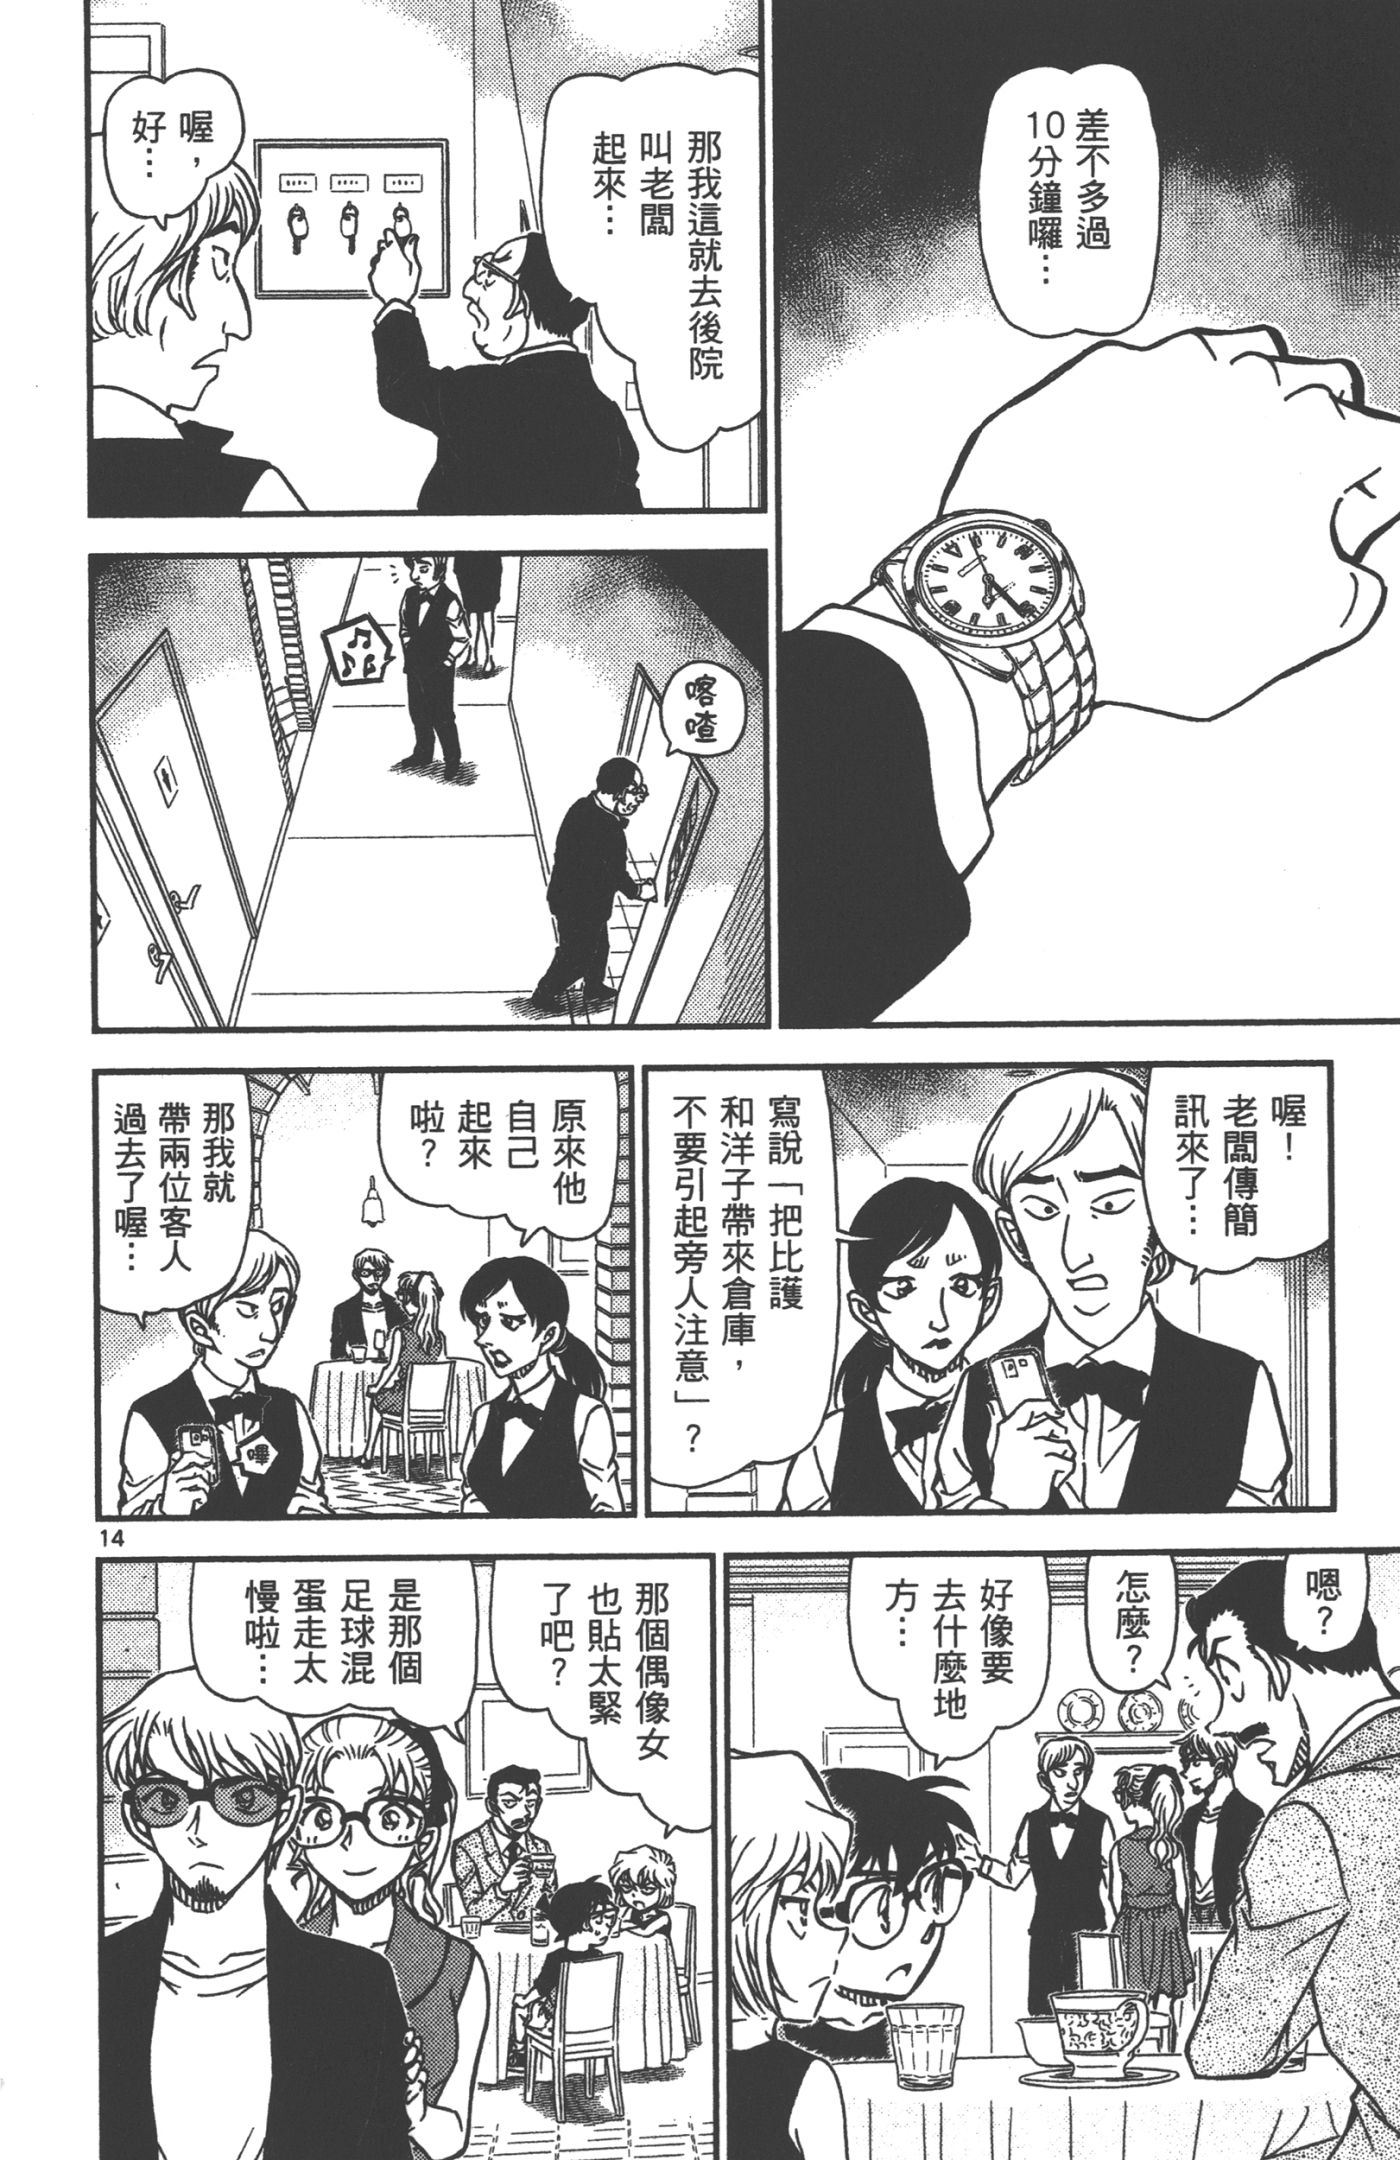 差不多過
10分鐘囉…
那我這就去後院
叫老闆
起來…
喔，
好…
喀喳
喔！
老闆傳簡
訊來了…
寫說「把比護
和洋子帶來倉庫，
不要引起旁人注意」？
原來他
自己
起來
啦？
那我就
帶兩位客人
過去了喔…
嗶
14
嗯？
怎麼？
好像要
去什麼地
方…
那個偶像女
也貼太緊
了吧？
是那個
足球混
蛋走太
慢啦…